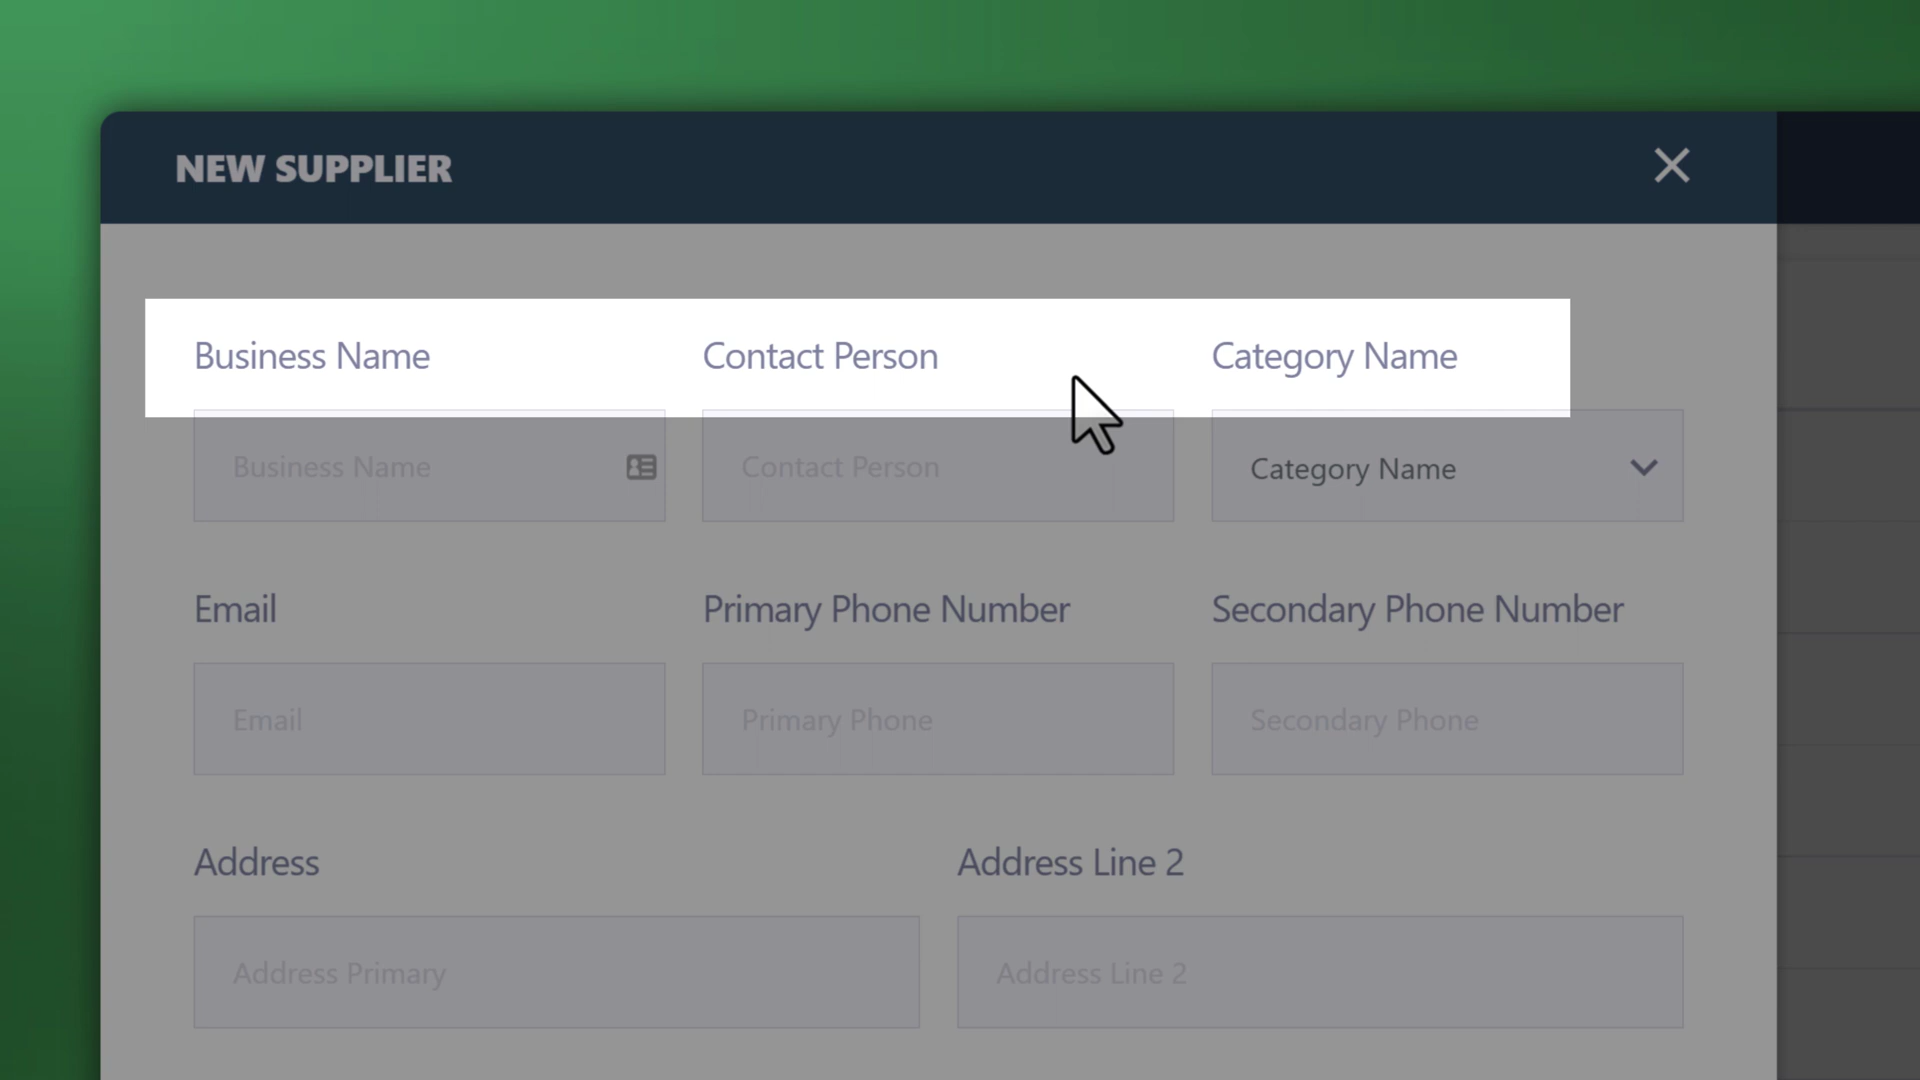 NEW SUPPLIER
Business Name Contact Person Category Name
Business Name Contact Person Category Name
Email Primary Phone Number Secondary Phone Number
Email Primary Phone Secondary Phone
Address Address Line 2
Address Primary Address Line 2